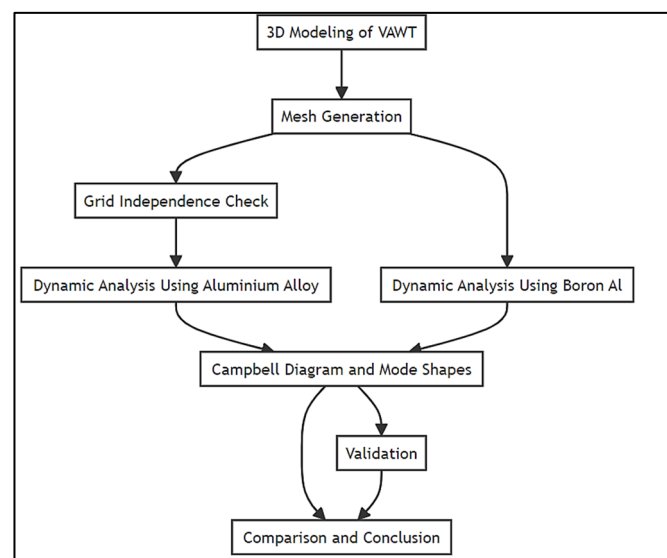 3D Modeling of VAWT
Mesh Generation
Grid Independence Check
Dynamic Analysis Using Aluminium Alloy
Dynamic Analysis Using Boron Al
Campbell Diagram and Mode Shapes
Validation
Comparison and Conclusion